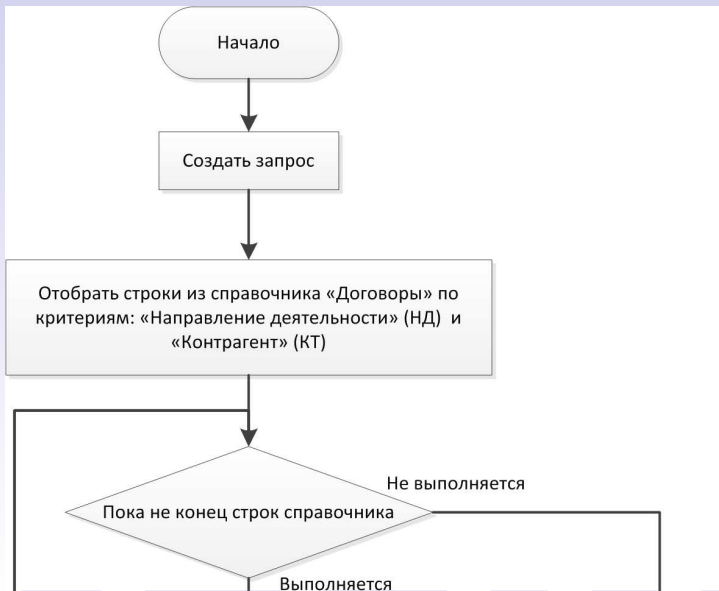 Начало
Создать запрос
Отобрать строки из справочника «Договоры» по
критериям: «Направление деятельности» (НД) и
«Контрагент» (КТ)
Не выполняется
Пока не конец строк справочника
Выполняется